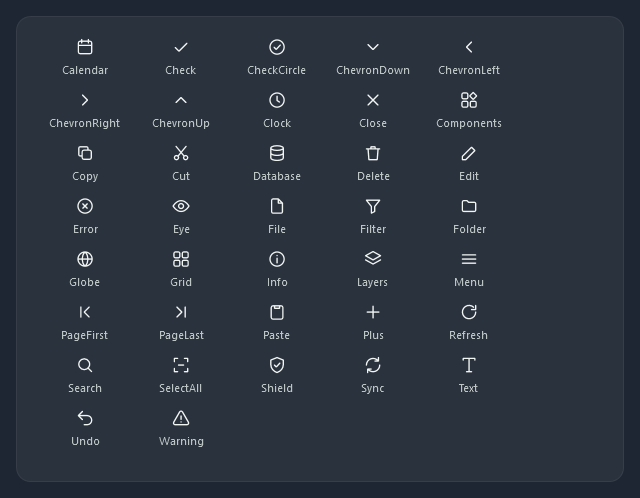 Calendar Check CheckCircle ChevronDown ChevronLeft
ChevronRight ChevronUp Clock Close Components
Copy Cut Database Delete Edit
Error Eye File Filter Folder
Globe Grid Info Layers Menu
PageFirst PageLast Paste Plus Refresh
Search SelectAll Shield Sync Text
Undo Warning